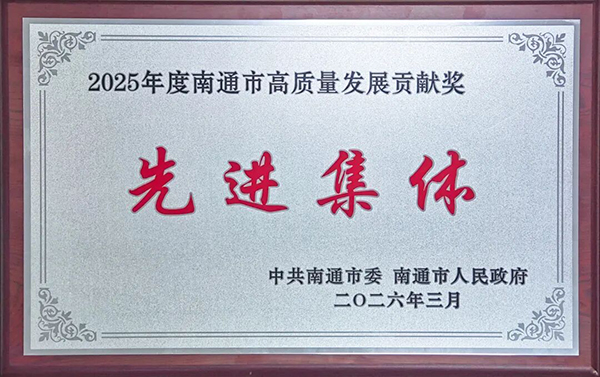 2025年度南通市高质量发展贡献奖
先进集体
中共南通市委 南通市人民政府
二〇二六年三月